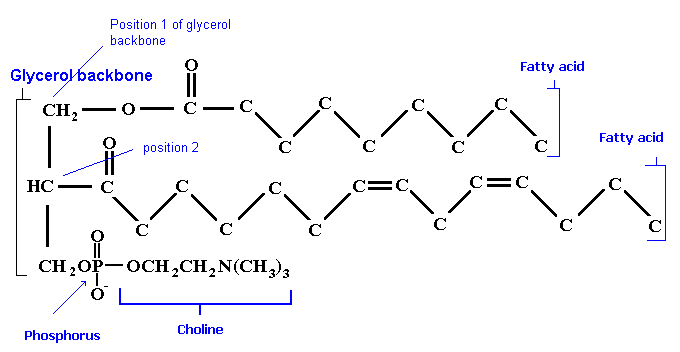 Position 1 of glycerol
backbone
O
Fatty acid
Glycerol backbone
CH₂ O C C C C C
C C C C
Fatty acid
O
position 2
HC C C C C=C C=C C
C C C C C C
O
CH₂OP—OCH₂CH₂N(CH₃)₃
O⁻
Phosphorus
Choline